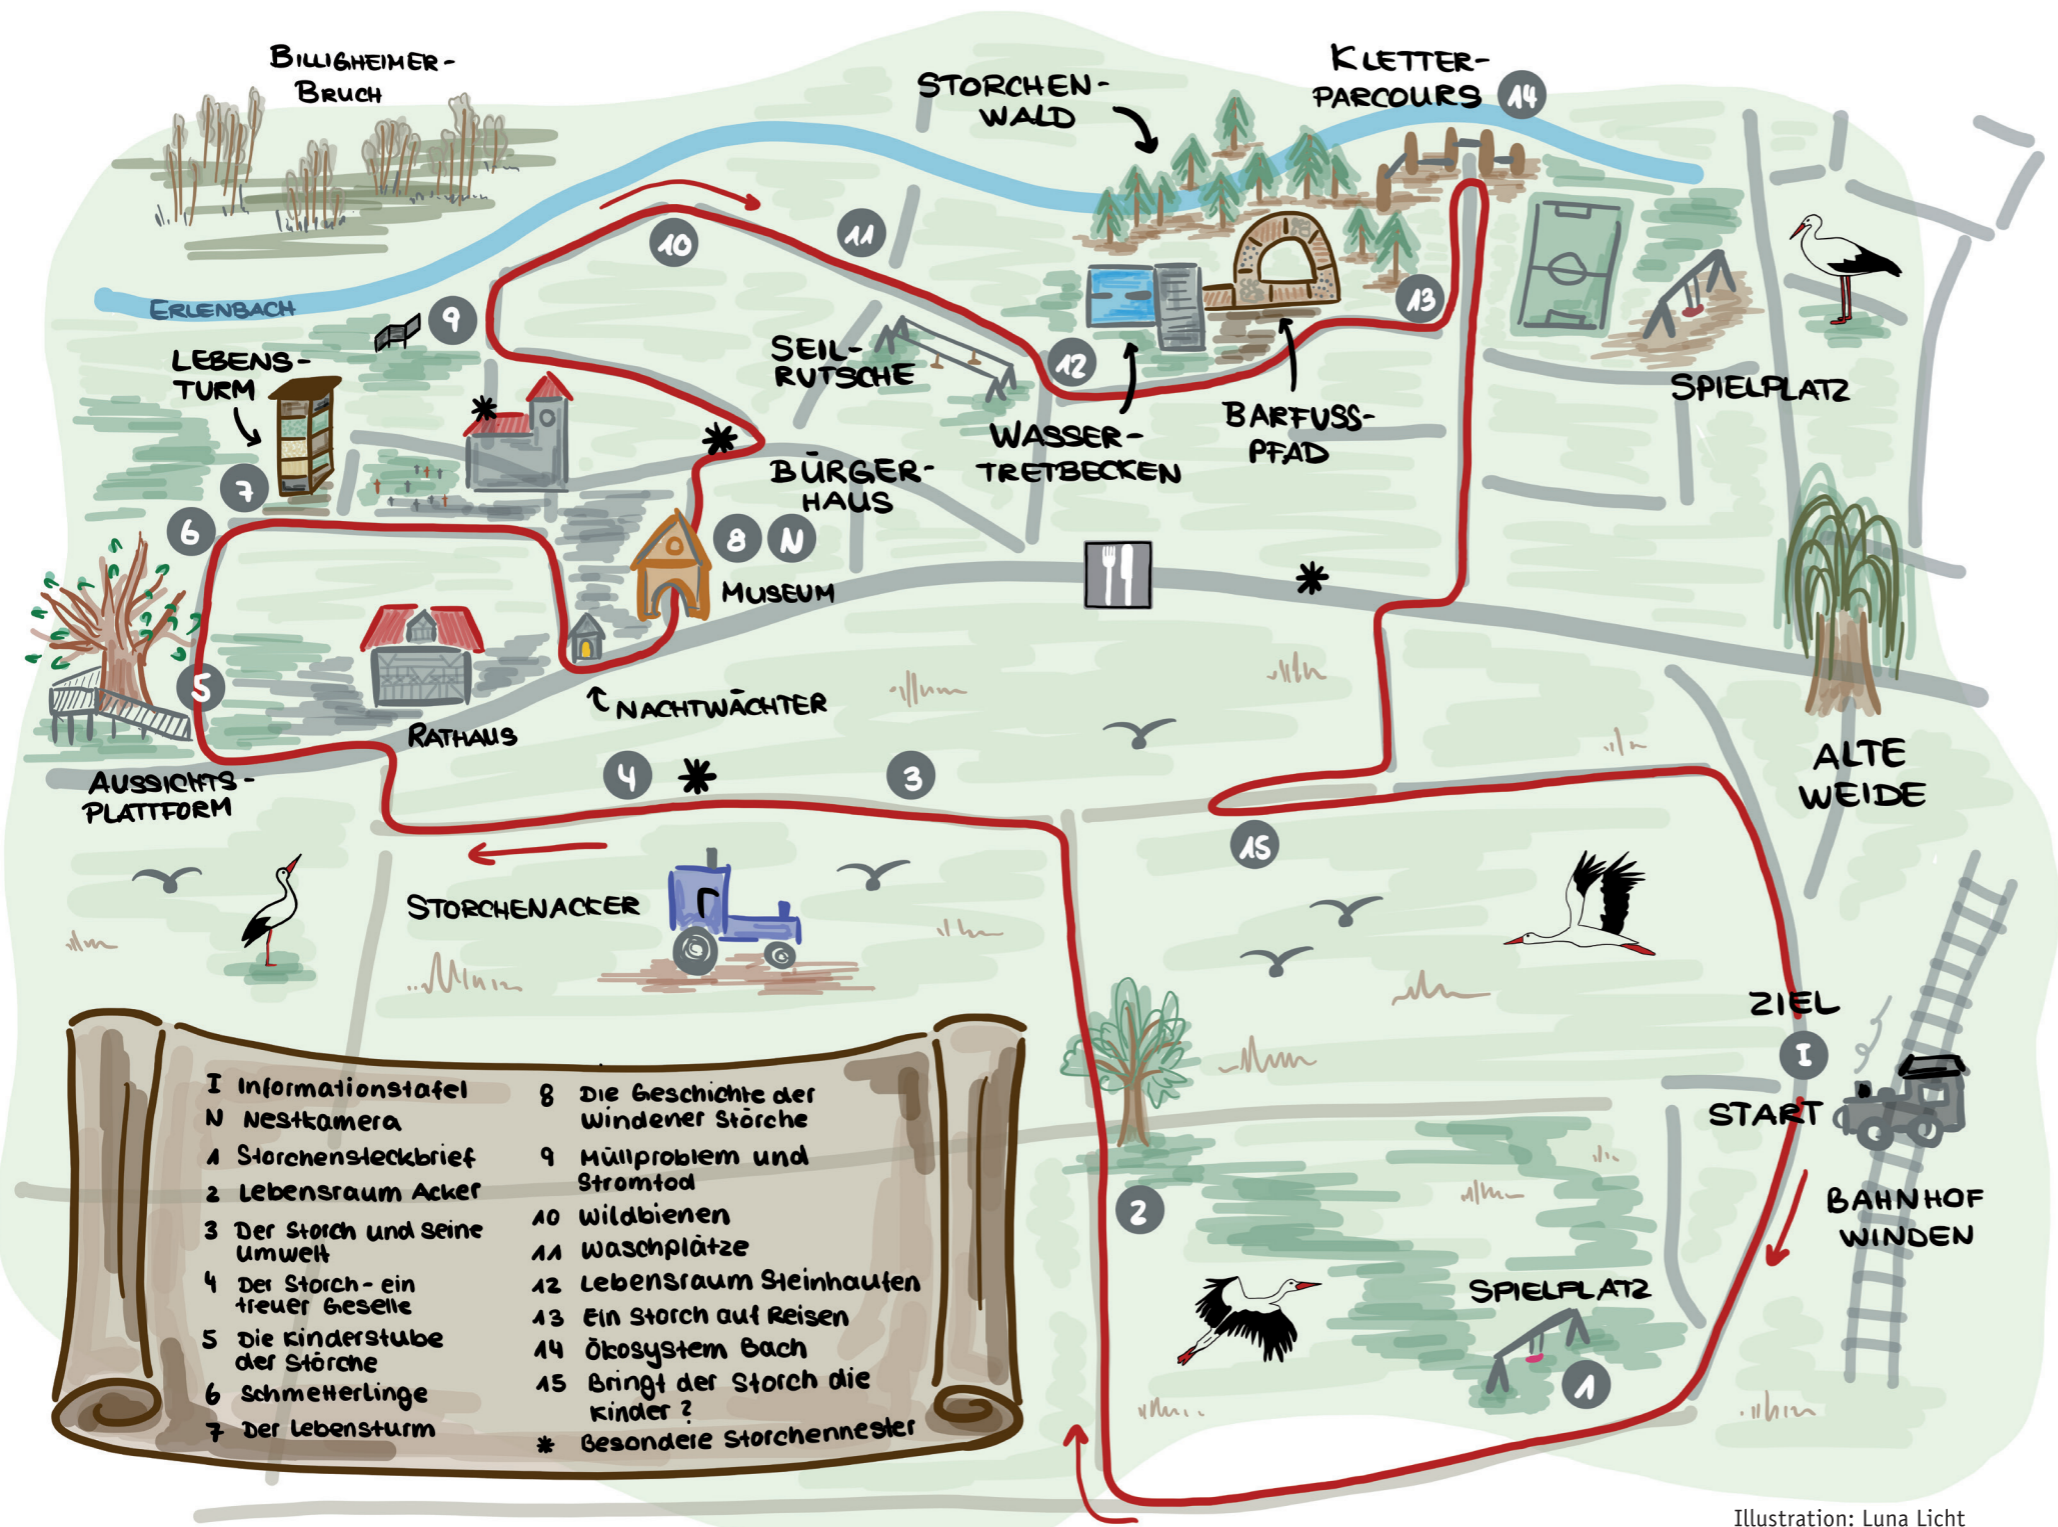 BILLIGHEIMER-
BRUCH
STORCHEN-
WALD
KLETTER-
PARCOURS
14
10
11
ERLENBACH
9
13
LEBENS-
TURM
SEIL-
RUTSCHE
12
SPIELPLATZ
*
*
WASSER-
TRETBECKEN
BARFUSS-
PFAD
BÜRGER-
HAUS
7
6
8
N
MUSEUM
*
5
NACHTWÄCHTER
RATHAUS
AUSSICHTS-
PLATTFORM
4
*
3
ALTE
WEIDE
15
STORCHENACKER
ZIEL
I
START
BAHNHOF
WINDEN
2
SPIELPLATZ
1
I Informationstafel
N Nestkamera
1 Storchensteckbrief
2 Lebensraum Acker
3 Der Storch und seine
Umwelt
4 Der Storch - ein
treuer Geselle
5 Die Kinderstube
der Störche
6 Schmetterlinge
7 Der Lebensturm
8 Die Geschichte der
Windener Störche
9 Müllproblem und
Stromtod
10 Wildbienen
11 Waschplätze
12 Lebensraum Steinhaufen
13 Ein Storch auf Reisen
14 Ökosystem Bach
15 Bringt der Storch die
Kinder?
* Besondere Storchennester
Illustration: Luna Licht